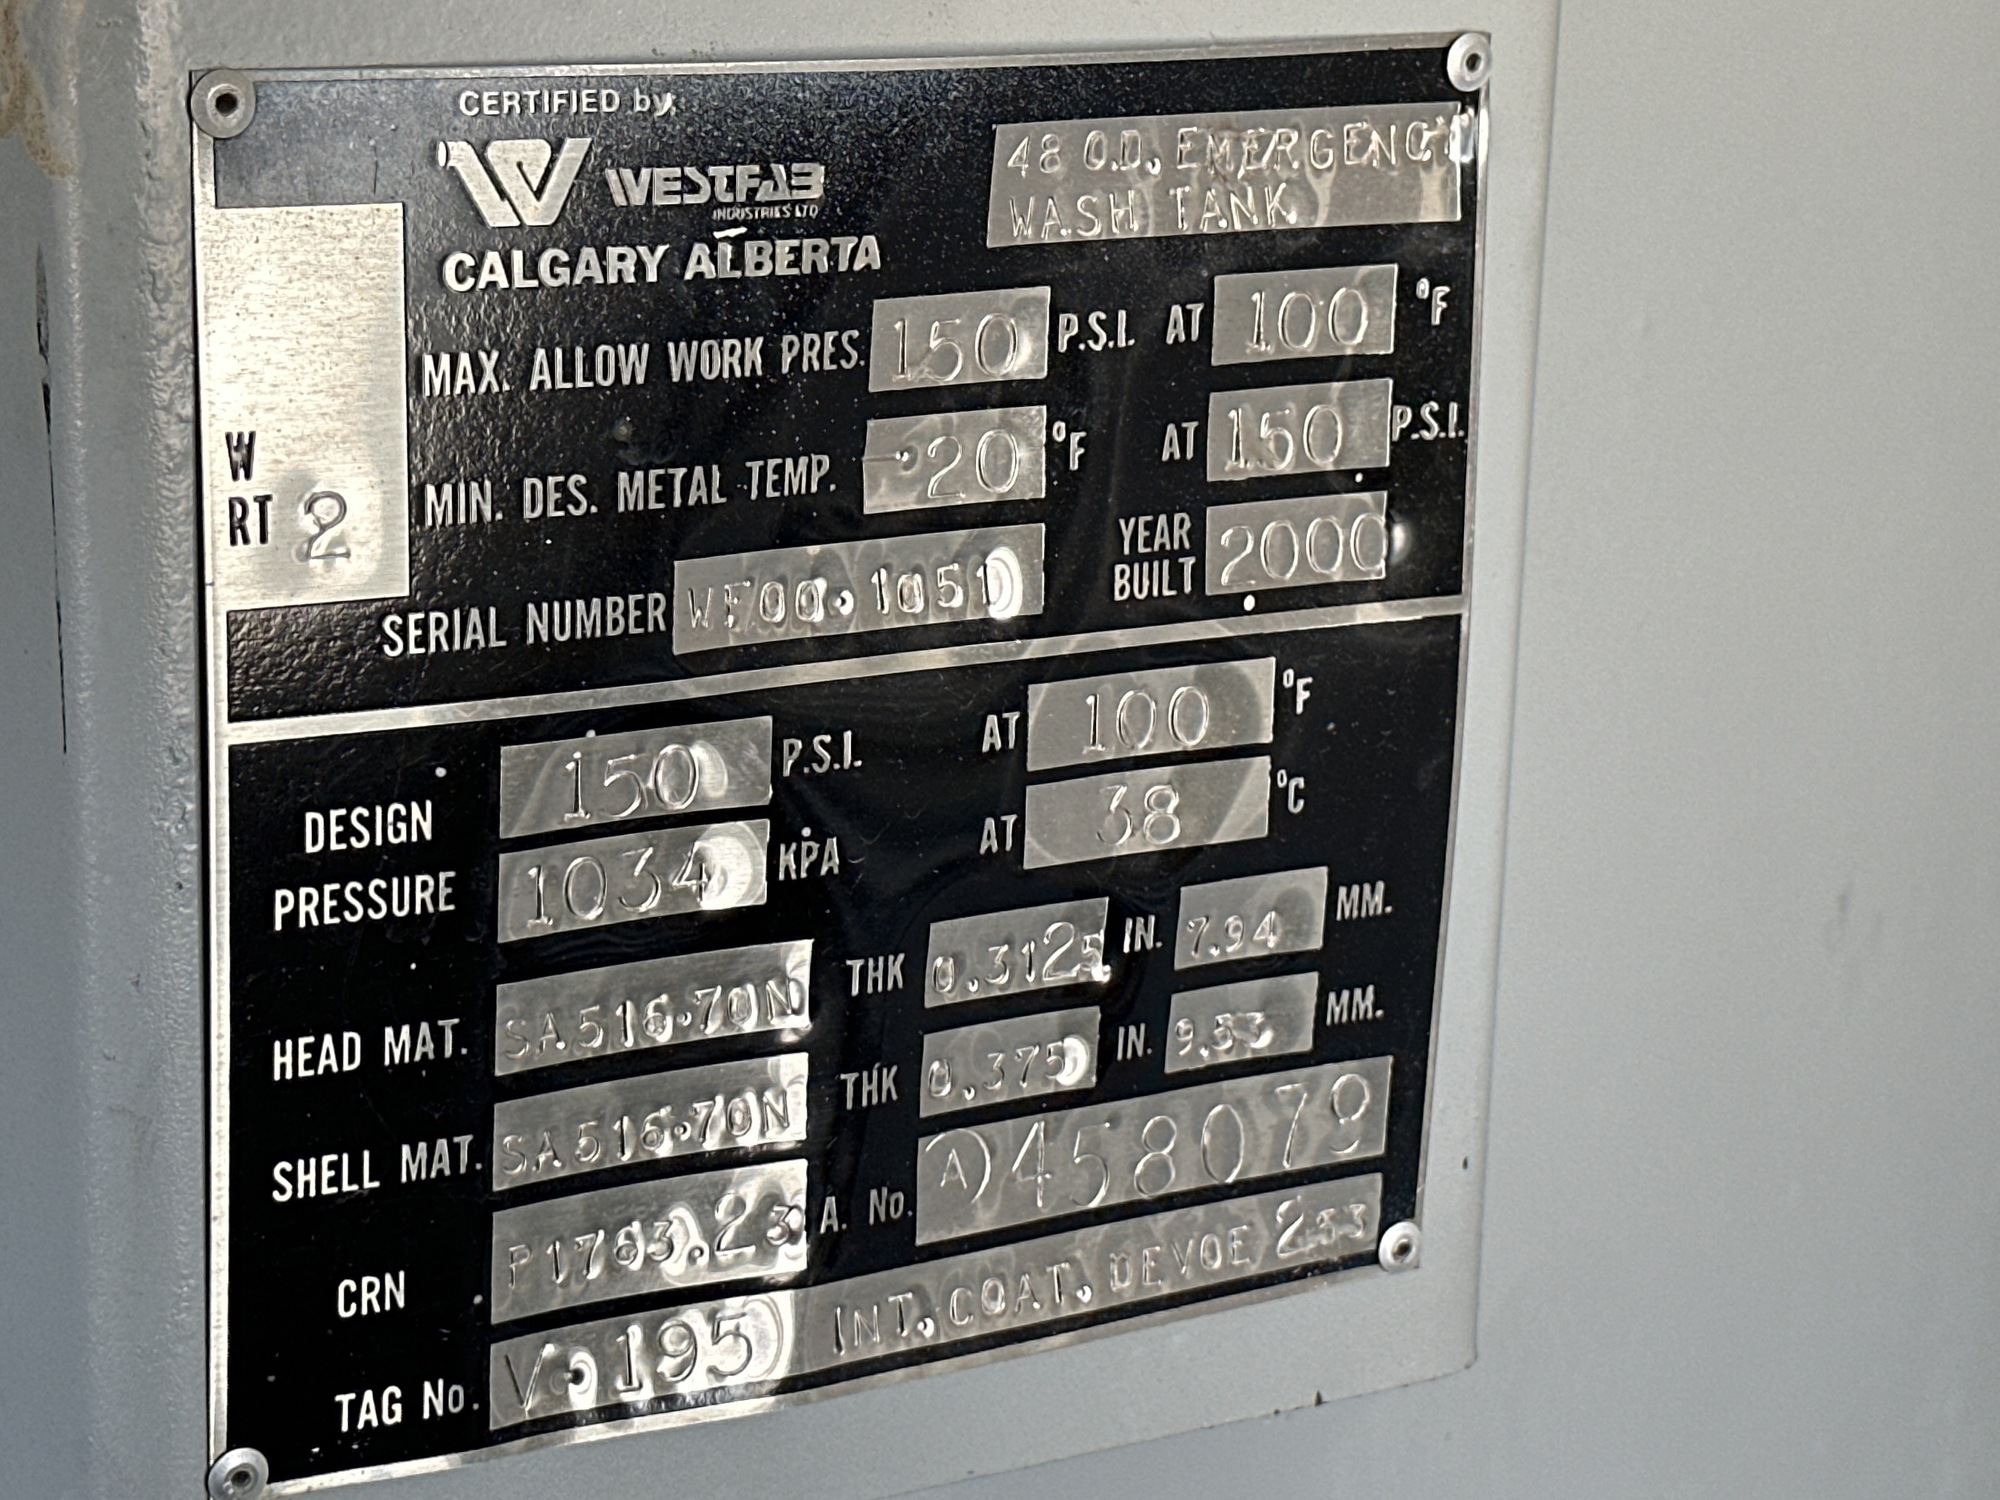 CERTIFIED by;
W WESTFAB
INDUSTRIES LTD
CALGARY ALBERTA
48 O.D. EMERGENCY
WASH TANK
MAX. ALLOW WORK PRES. 150 P.S.I. AT 100 °F
MIN. DES. METAL TEMP. -20 °F AT 150 P.S.I.
W
RT 2
SERIAL NUMBER WF00-1051
YEAR BUILT 2000
DESIGN PRESSURE
150 P.S.I. AT 100 °F
1034 KPA AT 38 °C
HEAD MAT. SA516-70N THK 0.3125 IN. 7.94 MM.
SHELL MAT. SA516-70N THK 0.375 IN. 9.53 MM.
CRN P1763.23 A. No. A)458079
TAG No. V-195 INT. COAT. DEVOE 253